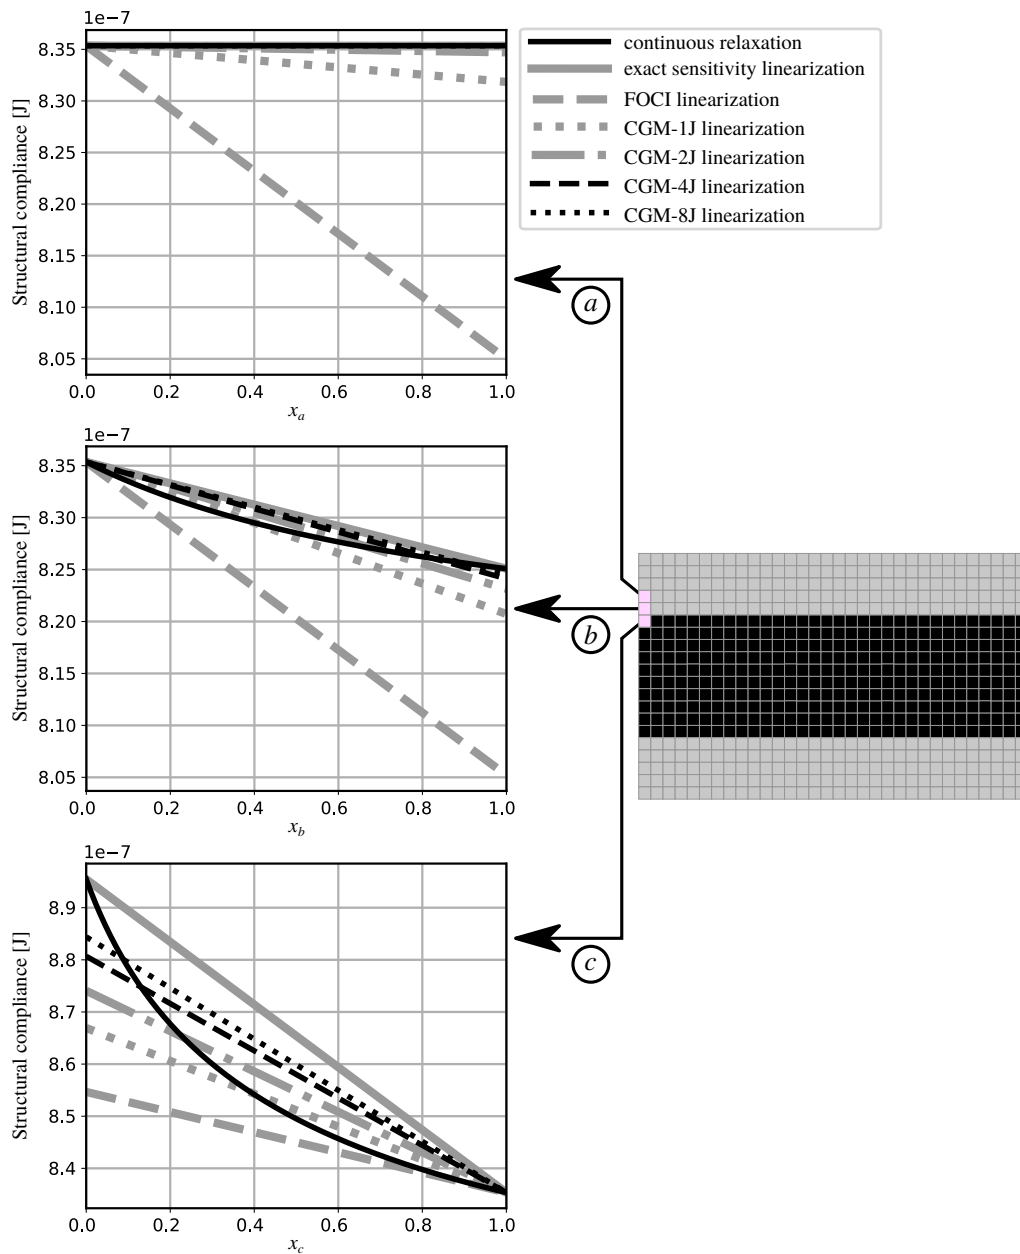 1e−7
8.35
8.30
8.25
8.20
8.15
8.10
8.05
0.0 0.2 0.4 0.6 0.8 1.0
Structural compliance [J]
x_a
continuous relaxation
exact sensitivity linearization
FOCI linearization
CGM-1J linearization
CGM-2J linearization
CGM-4J linearization
CGM-8J linearization
a
1e−7
8.35
8.30
8.25
8.20
8.15
8.10
8.05
0.0 0.2 0.4 0.6 0.8 1.0
Structural compliance [J]
x_b
b
1e−7
8.9
8.8
8.7
8.6
8.5
8.4
0.0 0.2 0.4 0.6 0.8 1.0
Structural compliance [J]
x_c
c